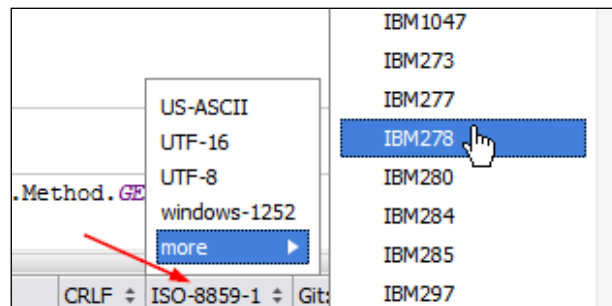 IBM1047
IBM273
IBM277
IBM278
IBM280
IBM284
IBM285
IBM297
US-ASCII
UTF-16
UTF-8
windows-1252
more
.Method.GE
CRLF ISO-8859-1 Git: